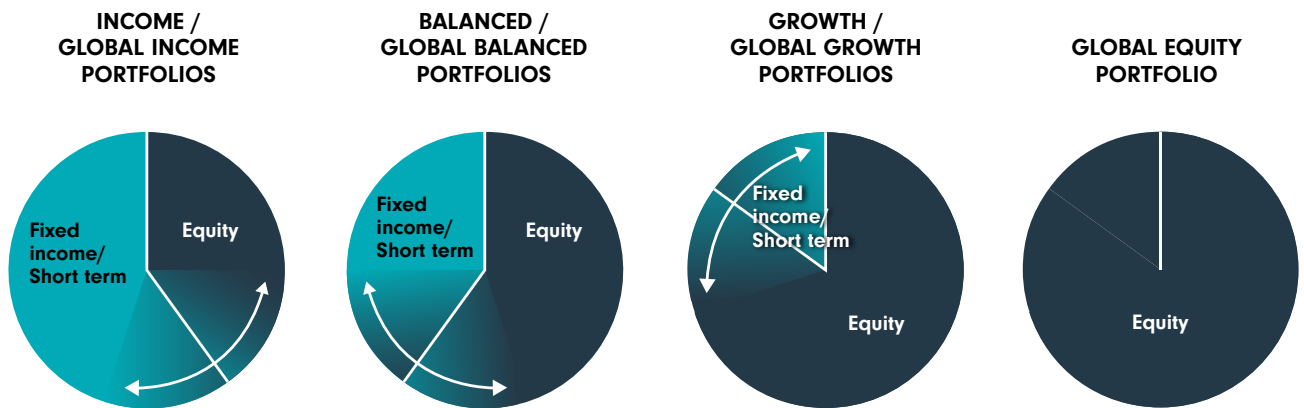 INCOME /
GLOBAL INCOME
PORTFOLIOS
Fixed
income/
Short term
Equity
BALANCED /
GLOBAL BALANCED
PORTFOLIOS
Fixed
income/
Short term
Equity
GROWTH /
GLOBAL GROWTH
PORTFOLIOS
Fixed
income/
Short term
Equity
GLOBAL EQUITY
PORTFOLIO
Equity